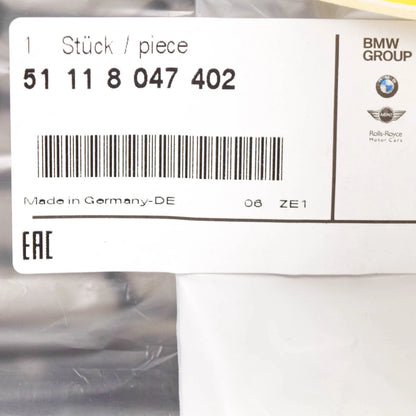 1 Stück / piece
51 11 8 047 402
Made in Germany-DE 06 ZE1
EAC
BMW
GROUP
MINI
Rolls-Royce
Motor Cars